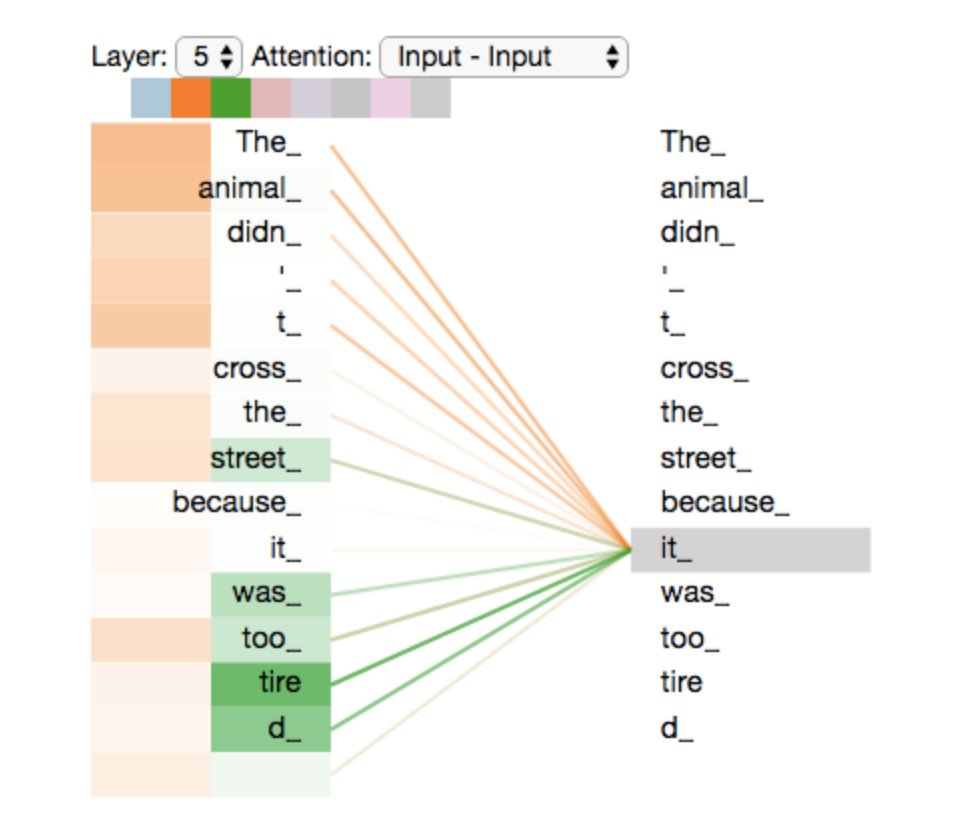 Layer: 5 Attention: Input - Input
The_ The_
animal_ animal_
didn_ didn_
'_ '_
t_ t_
cross_ cross_
the_ the_
street_ street_
because_ because_
it_ it_
was_ was_
too_ too_
tire tire
d_ d_